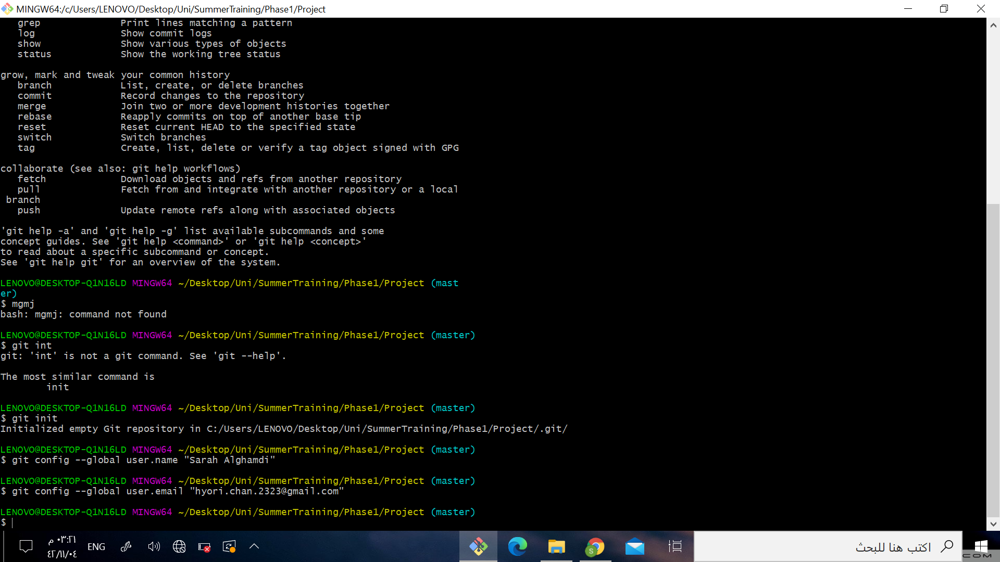 MINGW64:/c/Users/LENOVO/Desktop/Uni/SummerTraining/Phase1/Project
grep Print lines matching a pattern
log Show commit logs
show Show various types of objects
status Show the working tree status
grow, mark and tweak your common history
branch List, create, or delete branches
commit Record changes to the repository
merge Join two or more development histories together
rebase Reapply commits on top of another base tip
reset Reset current HEAD to the specified state
switch Switch branches
tag Create, list, delete or verify a tag object signed with GPG
collaborate (see also: git help workflows)
fetch Download objects and refs from another repository
pull Fetch from and integrate with another repository or a local
branch
push Update remote refs along with associated objects
'git help -a' and 'git help -g' list available subcommands and some
concept guides. See 'git help <command>' or 'git help <concept>'
to read about a specific subcommand or concept.
See 'git help git' for an overview of the system.
LENOVO@DESKTOP-Q1N16LD MINGW64 ~/Desktop/Uni/SummerTraining/Phase1/Project (mast
er)
$ mgmj
bash: mgmj: command not found
LENOVO@DESKTOP-Q1N16LD MINGW64 ~/Desktop/Uni/SummerTraining/Phase1/Project (master)
$ git int
git: 'int' is not a git command. See 'git --help'.
The most similar command is
init
LENOVO@DESKTOP-Q1N16LD MINGW64 ~/Desktop/Uni/SummerTraining/Phase1/Project (master)
$ git init
Initialized empty Git repository in C:/Users/LENOVO/Desktop/Uni/SummerTraining/Phase1/Project/.git/
LENOVO@DESKTOP-Q1N16LD MINGW64 ~/Desktop/Uni/SummerTraining/Phase1/Project (master)
$ git config --global user.name "Sarah Alghamdi"
LENOVO@DESKTOP-Q1N16LD MINGW64 ~/Desktop/Uni/SummerTraining/Phase1/Project (master)
$ git config --global user.email "hyori.chan.2323@gmail.com"
LENOVO@DESKTOP-Q1N16LD MINGW64 ~/Desktop/Uni/SummerTraining/Phase1/Project (master)
$
٠٣:٢١ م
٤٢/١١/٠٤
ENG
S
اكتب هنا للبحث
COM